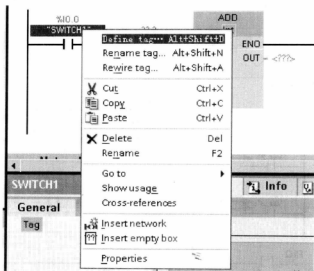 %I0.0
"SWITCH1"
ADD
ENO
OUT - <???>
Define tag... Alt+Shift+D
Rename tag... Alt+Shift+N
Rewire tag... Alt+Shift+A
Cut Ctrl+X
Copy Ctrl+C
Paste Ctrl+V
Delete Del
Rename F2
Go to
Show usage
Cross-references
Insert network
Insert empty box
Properties
SWITCH1
Info
General
Tag